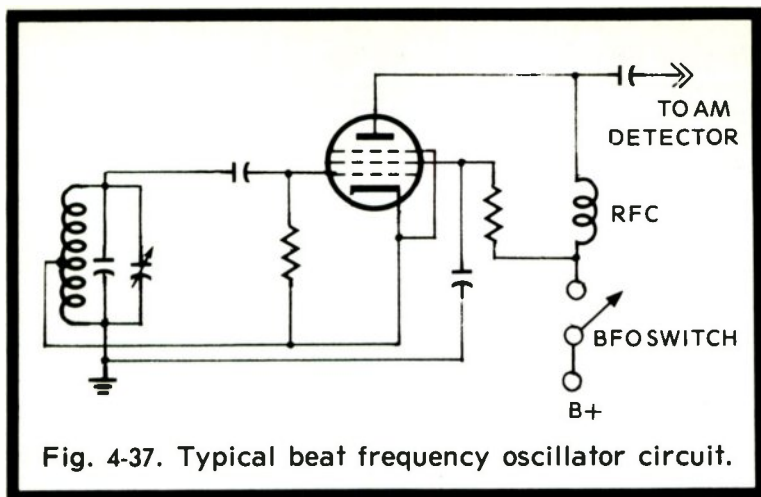 TO AM
DETECTOR
RFC
BFO SWITCH
B+
Fig. 4-37. Typical beat frequency oscillator circuit.